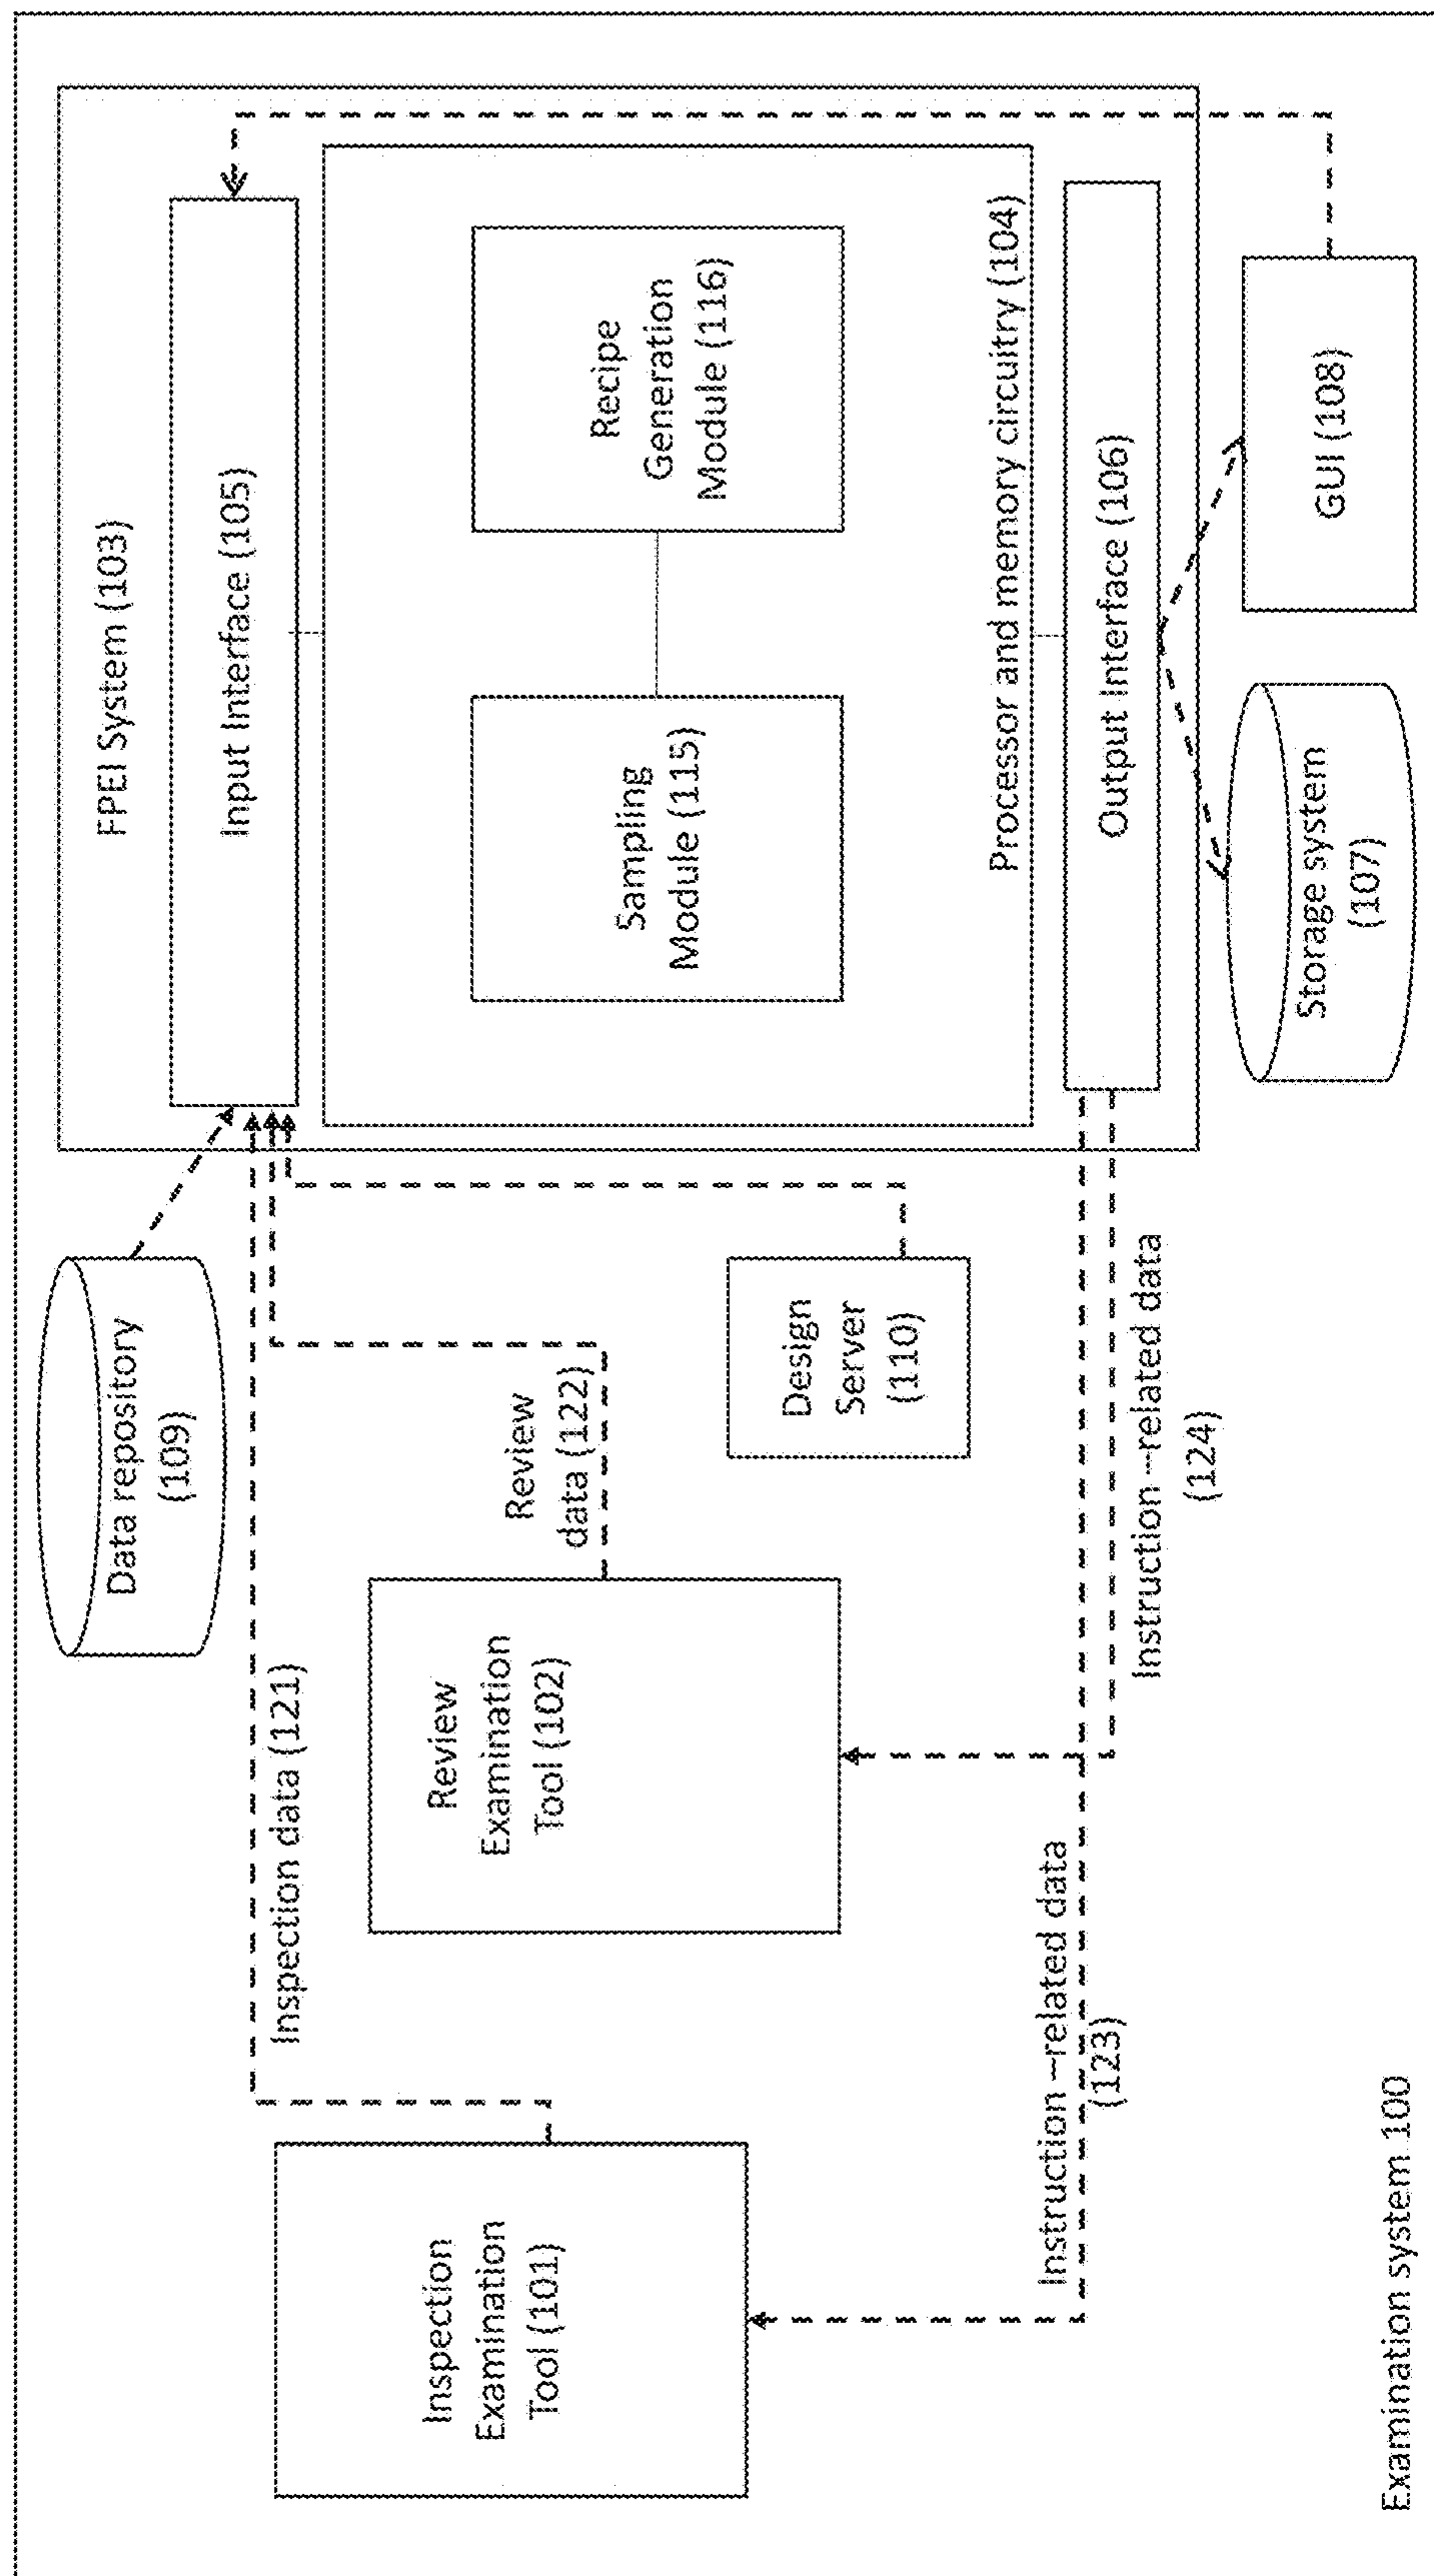 Data repository
(109)
FPEI System (103)
Input Interface (105)
Inspection data (121)
Inspection
Examination
Tool (101)
Review
Examination
Tool (102)
Review
data (122)
Design
Server
(110)
Sampling
Module (115)
Recipe
Generation
Module (116)
Processor and memory circuitry (104)
Output Interface (106)
Instruction –related data
(123)
Instruction –related data
(124)
Storage system
(107)
GUI (108)
Examination system 100